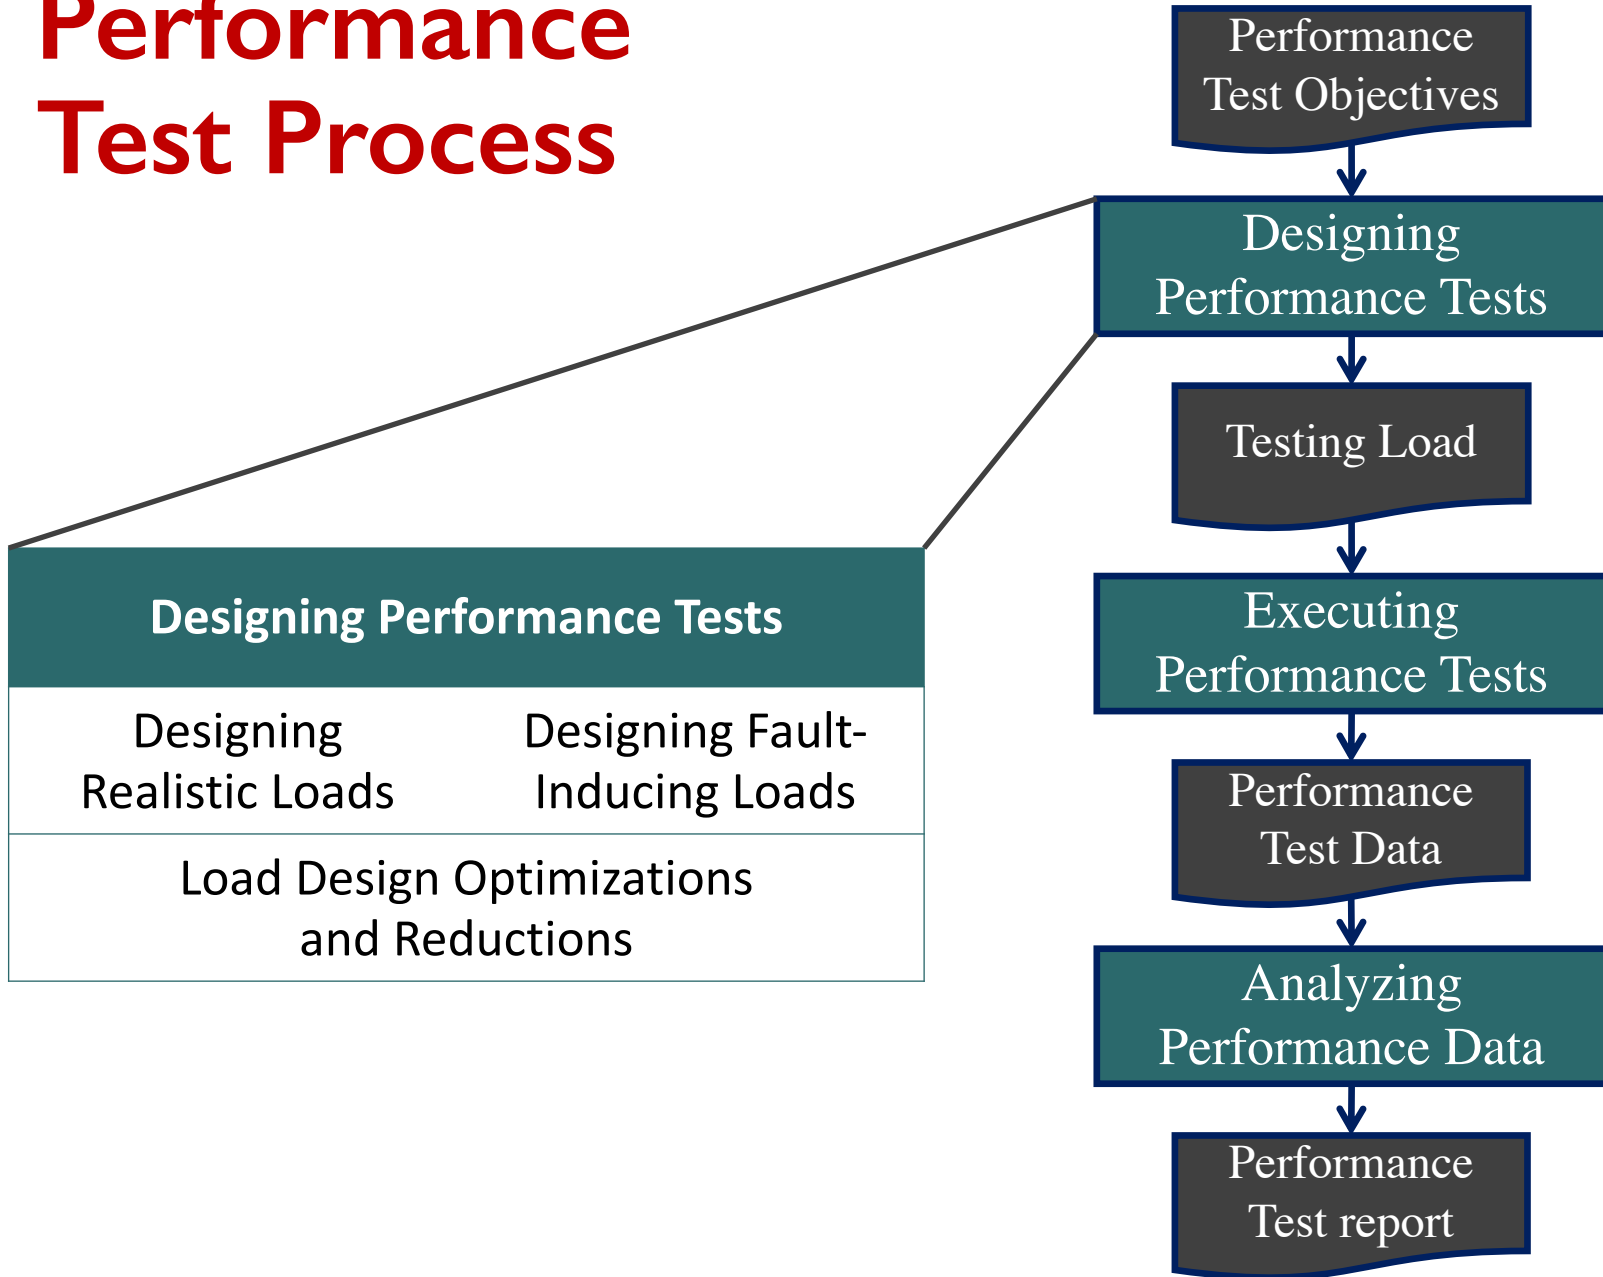 Performance
Test Process
Performance
Test Objectives
Designing
Performance Tests
Testing Load
Executing
Performance Tests
Performance
Test Data
Analyzing
Performance Data
Performance
Test report
Designing Performance Tests
Designing
Realistic Loads
Designing Fault-
Inducing Loads
Load Design Optimizations
and Reductions